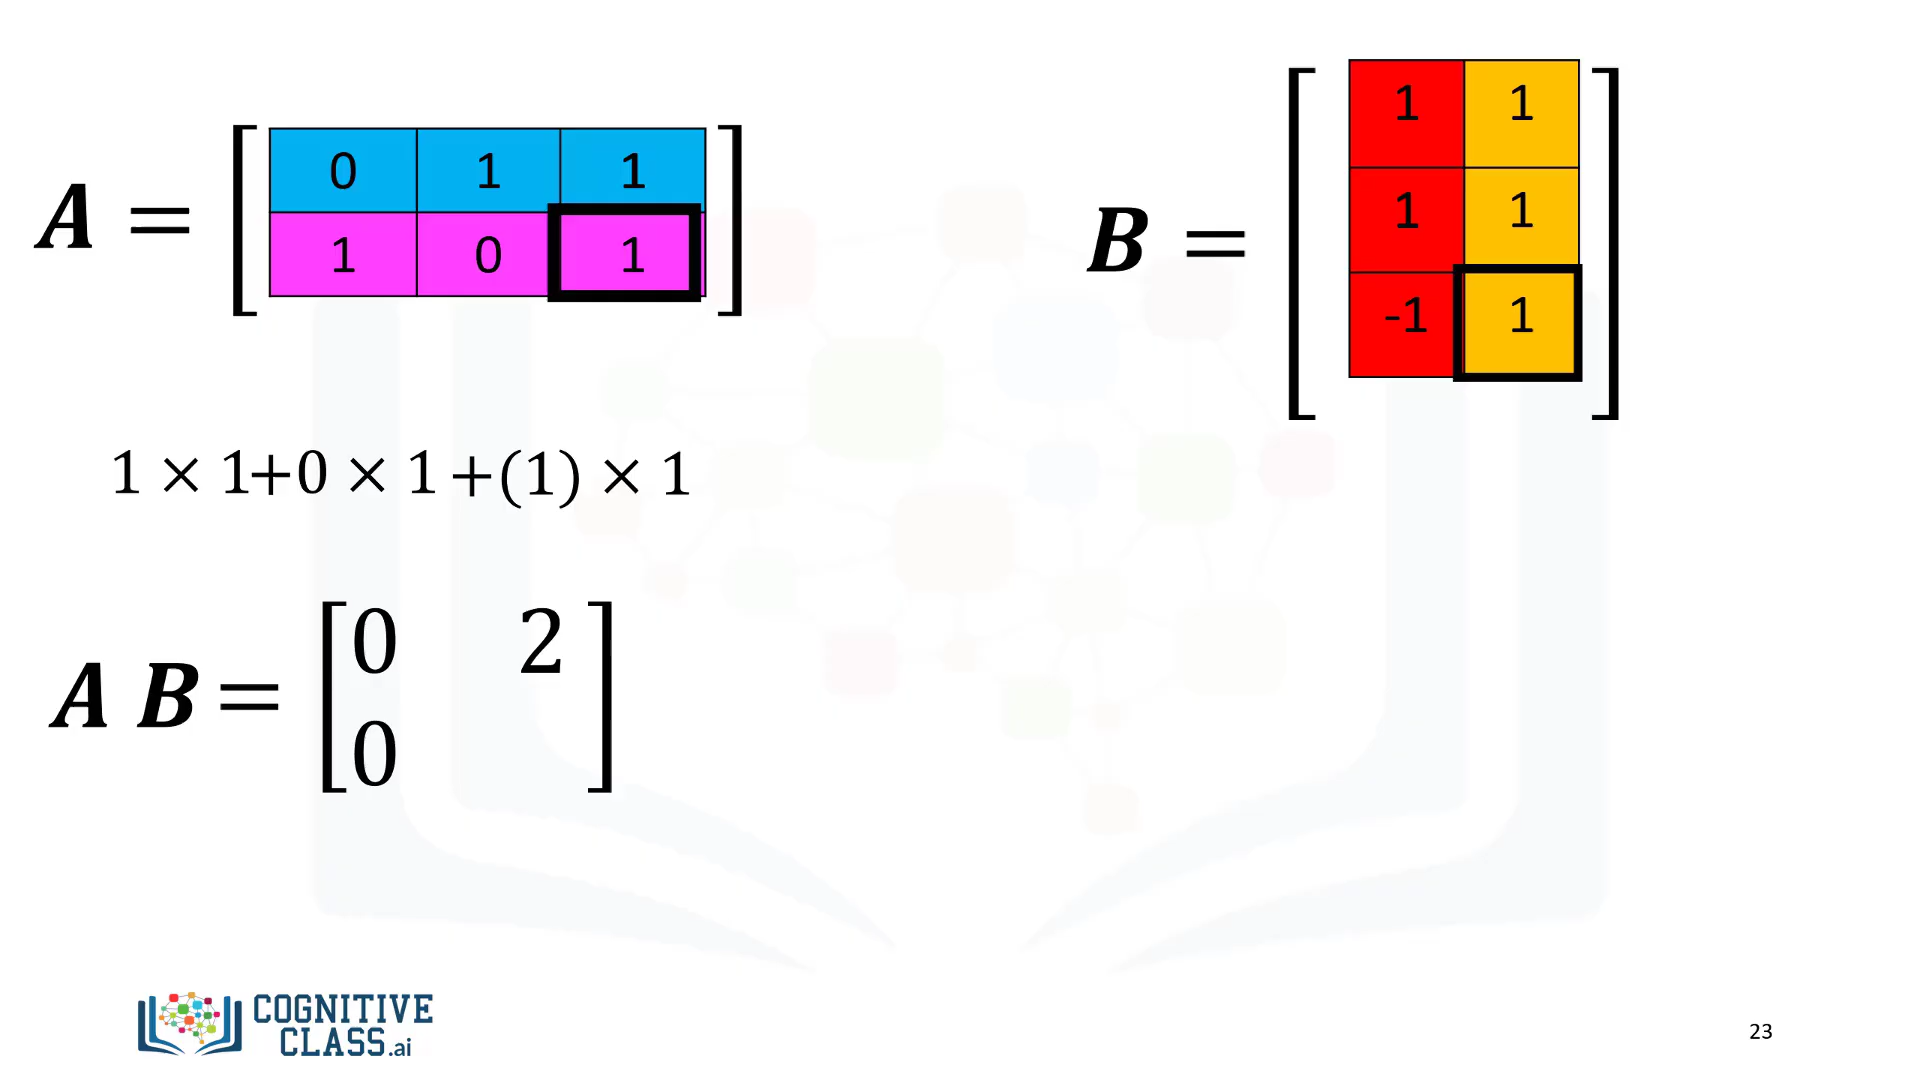 A = [ 0 1 1
1 0 1 ]
B = [ 1 1
1 1
-1 1 ]
1 × 1+0 × 1 +(1) × 1
A B = [ 0 2
0 ]
COGNITIVE
CLASS.ai
23